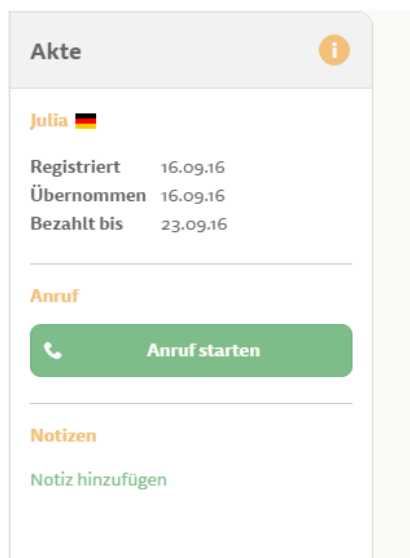 Akte
i
Julia
Registriert 16.09.16
Übernommen 16.09.16
Bezahlt bis 23.09.16
Anruf
Anruf starten
Notizen
Notiz hinzufügen